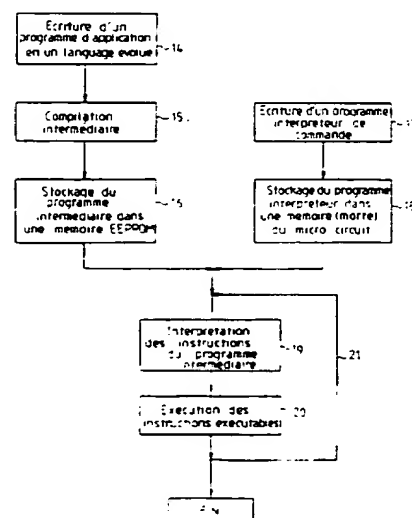 Ecriture d'un
programme d'application
en un language evolue
14
Compilation
intermediaire
15
Ecriture d'un programme
interpreteur de
commande
Stockage du
programme
intermediaire dans
une memoire EEPROM
Stockage du programme
interpreteur dans
une memoire (morte)
du micro circuit
Interpretation
des instructions
du programme
intermediaire
19
21
Execution des
instructions executables
20